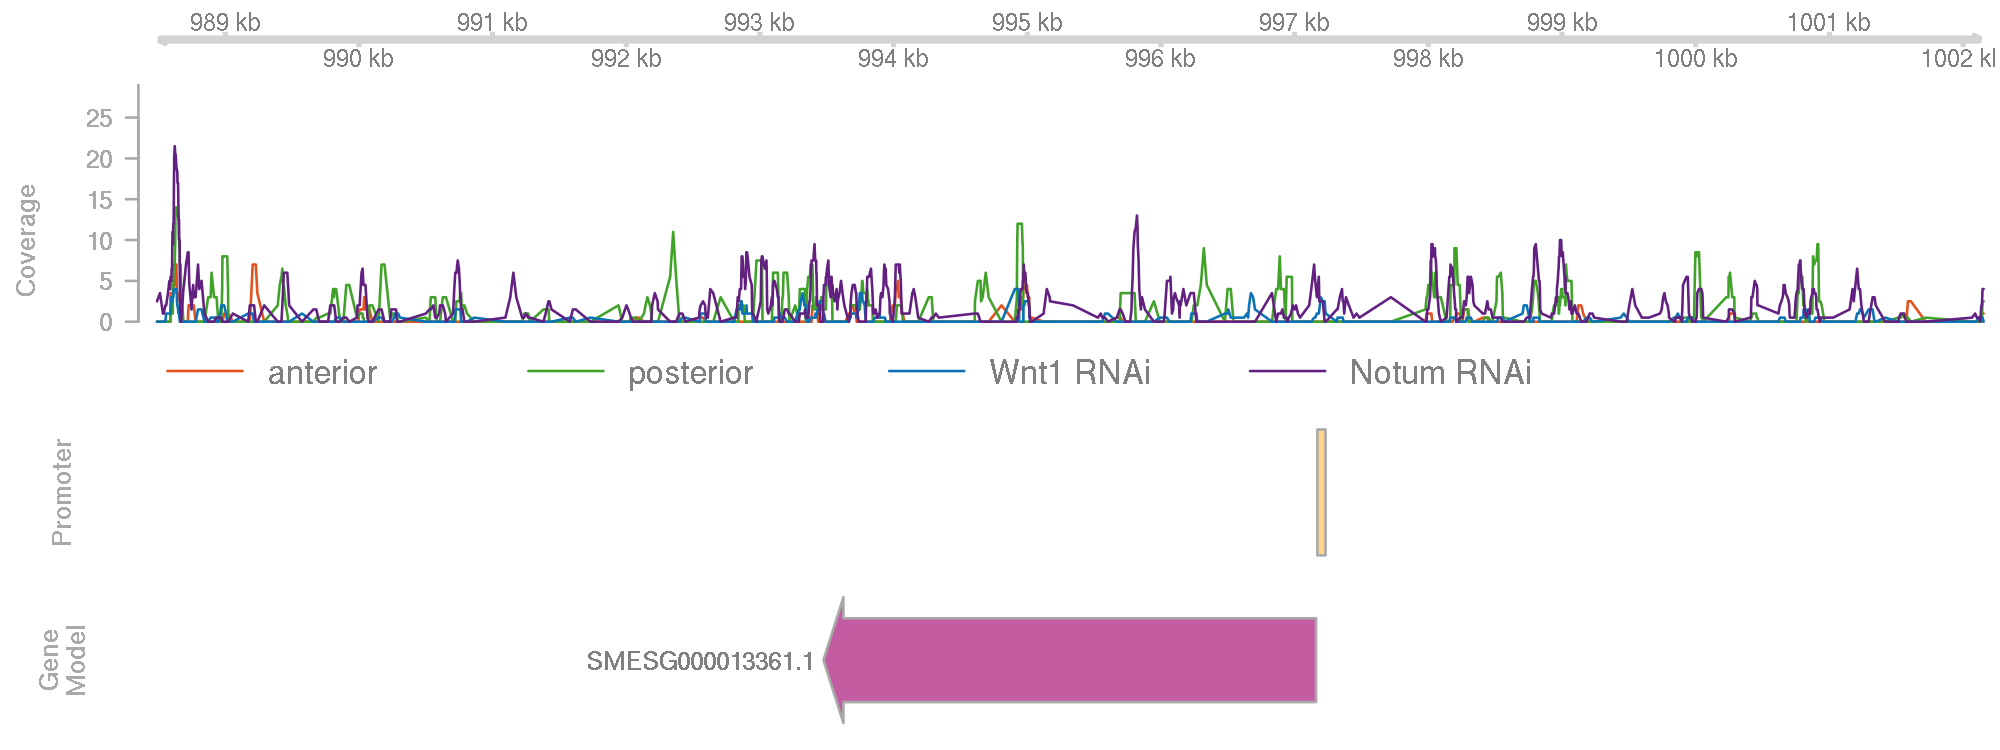 989 kb 991 kb 993 kb 995 kb 997 kb 999 kb 1001 kb
990 kb 992 kb 994 kb 996 kb 998 kb 1000 kb 1002 kl
Coverage
25
20
15
10
5
0
anterior posterior Wnt1 RNAi Notum RNAi
Promoter
Gene
Model
SMESG000013361.1